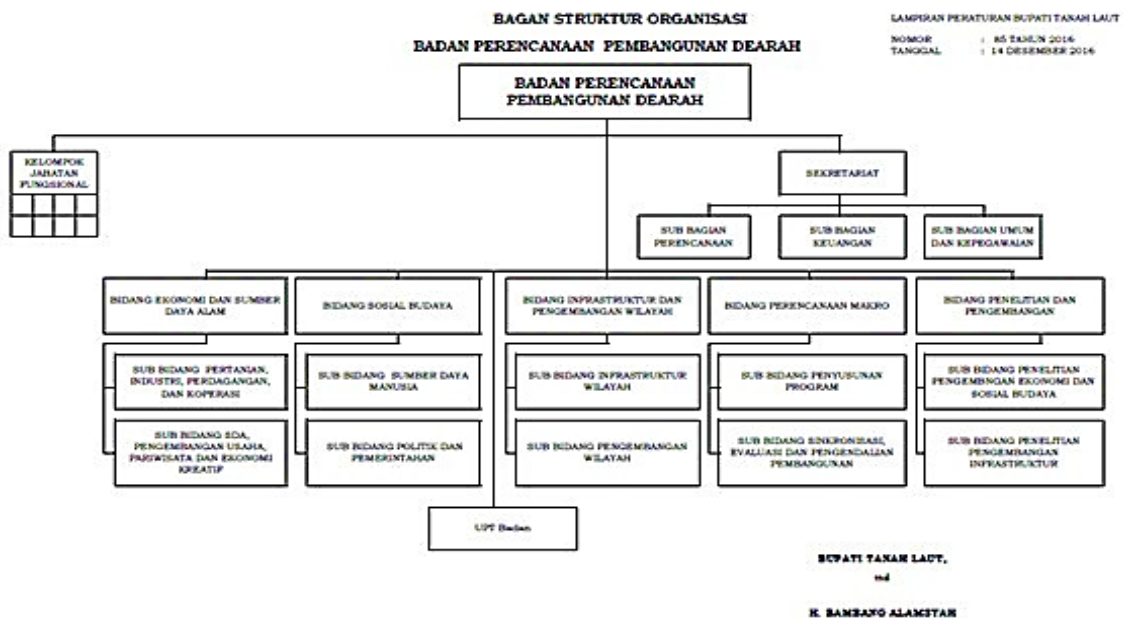 BAGAN STRUKTUR ORGANISASI
BADAN PERENCANAAN PEMBANGUNAN DEARAH
LAMPIRAN PERATURAN BUPATI TANAH LAUT
NOMOR : 85 TAHUN 2016
TANGGAL : 14 DESEMBER 2016
BADAN PERENCANAAN
PEMBANGUNAN DEARAH
KELOMPOK
JABATAN
FUNGSIONAL
SEKRETARIAT
SUB BAGIAN
PERENCANAAN
SUB BAGIAN
KEUANGAN
SUB BAGIAN UMUM
DAN KEPEGAWAIAN
BIDANG EKONOMI DAN SUMBER
DAYA ALAM
BIDANG SOSIAL BUDAYA
BIDANG INFRASTRUKTUR DAN
PENGEMBANGAN WILAYAH
BIDANG PERENCANAAN MAKRO
BIDANG PENELITIAN DAN
PENGEMBANGAN
SUB BIDANG PERTANIAN,
INDUSTRI, PERDAGANGAN,
DAN KOPERASI
SUB BIDANG SUMBER DAYA
MANUSIA
SUB BIDANG INFRASTRUKTUR
WILAYAH
SUB BIDANG PENYUSUNAN
PROGRAM
SUB BIDANG PENELITIAN
PENGEMBNGAN EKONOMI DAN
SOSIAL BUDAYA
SUB BIDANG SDA,
PENGEMBANGAN USAHA,
PARIWISATA DAN EKONOMI
KREATIF
SUB BIDANG POLITIK DAN
PEMERINTAHAN
SUB BIDANG PENGEMBANGAN
WILAYAH
SUB BIDANG SINKRONISASI,
EVALUASI DAN PENGENDALIAN
PEMBANGUNAN
SUB BIDANG PENELITIAN
PENGEMBANGAN
INFRASTRUKTUR
UPT Badan
BUPATI TANAH LAUT,
ttd
H. BAMBANG ALAMSYAH